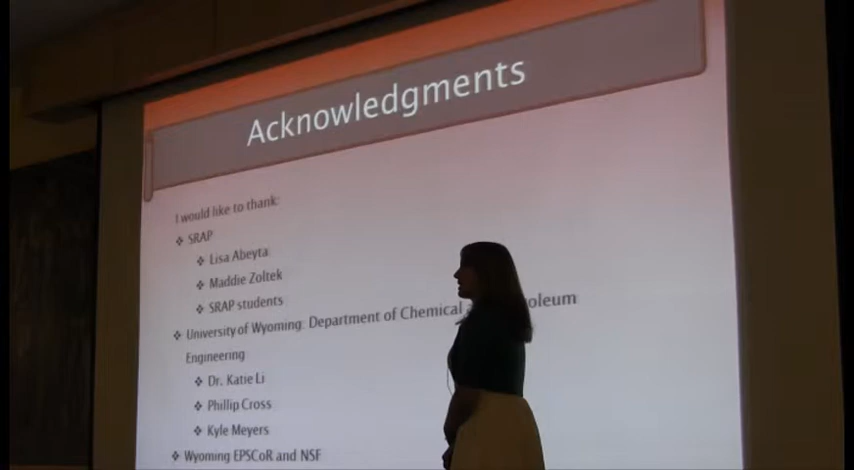 Acknowledgments
I would like to thank:
❖ SRAP
❖ Lisa Abeyta
❖ Maddie Zoltek
❖ SRAP students
❖ University of Wyoming: Department of Chemical a oleum
Engineering
❖ Dr. Katie Li
❖ Phillip Cross
❖ Kyle Meyers
❖ Wyoming EPSCoR and NSF